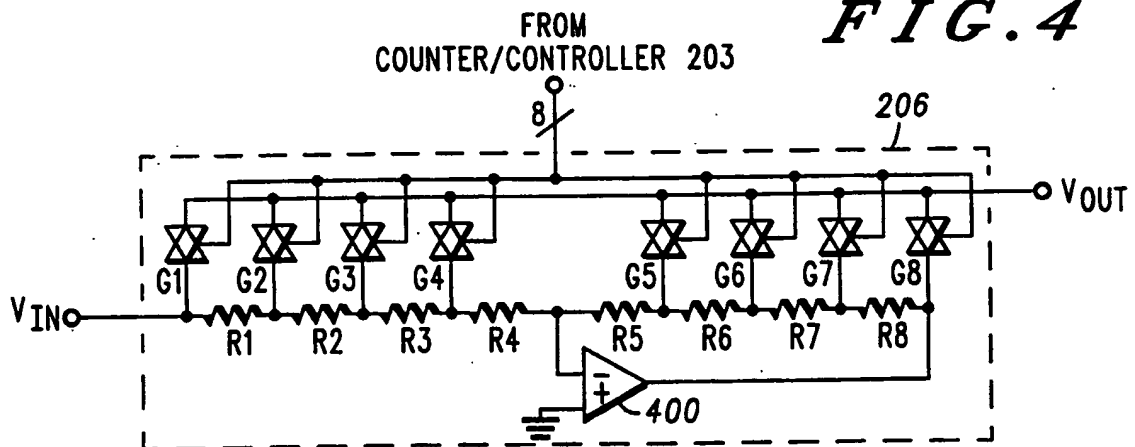 FIG.4
FROM
COUNTER/CONTROLLER 203
8
206
VOUT
G1 G2 G3 G4 G5 G6 G7 G8
VIN
R1 R2 R3 R4 R5 R6 R7 R8
−
+
400